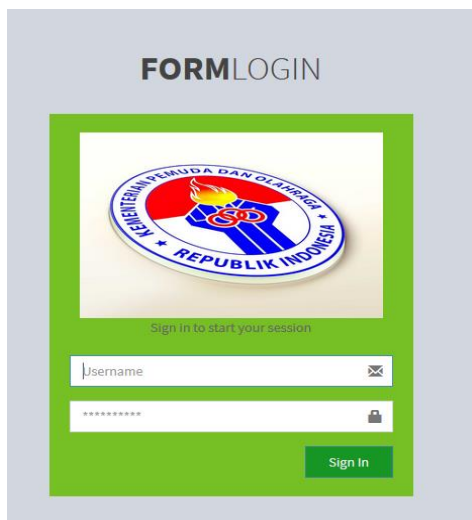 FORMLOGIN
KEMENTERIAN PEMUDA DAN OLAHRAGA
★ REPUBLIK INDONESIA ★
Sign in to start your session
Username
**********
Sign In